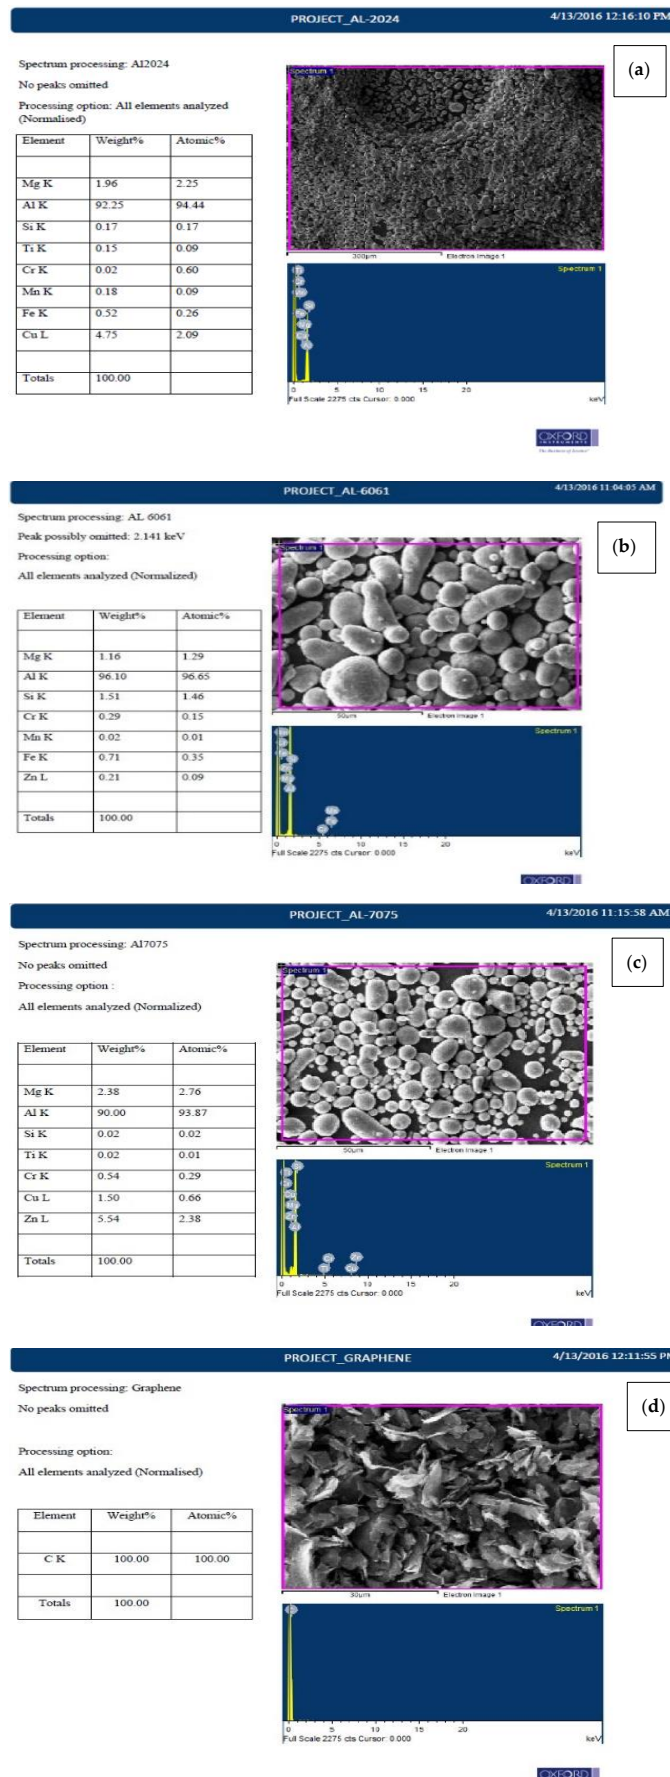 PROJECT_AL-2024 4/13/2016 12:16:10 PM
(a)
Spectrum processing: Al2024
No peaks omitted
Processing option: All elements analyzed
(Normalised)
Element Weight% Atomic%
Mg K 1.96 2.25
Al K 92.25 94.44
Si K 0.17 0.17
Ti K 0.15 0.09
Cr K 0.02 0.60
Mn K 0.18 0.09
Fe K 0.52 0.26
Cu L 4.75 2.09
Totals 100.00
Spectrum 1
300µm Electron Image 1
Spectrum 1
0 5 10 15 20
Full Scale 2275 cts Cursor: 0.000 keV
OXFORD
INSTRUMENTS
The Business of Science®
PROJECT_AL-6061 4/13/2016 11:04:05 AM
(b)
Spectrum processing: AL 6061
Peak possibly omitted: 2.141 keV
Processing option:
All elements analyzed (Normalized)
Element Weight% Atomic%
Mg K 1.16 1.29
Al K 96.10 96.65
Si K 1.51 1.46
Cr K 0.29 0.15
Mn K 0.02 0.01
Fe K 0.71 0.35
Zn L 0.21 0.09
Totals 100.00
Spectrum 1
50µm Electron Image 1
Spectrum 1
0 5 10 15 20
Full Scale 2275 cts Cursor: 0.000 keV
OXFORD
PROJECT_AL-7075 4/13/2016 11:15:58 AM
(c)
Spectrum processing: Al7075
No peaks omitted
Processing option :
All elements analyzed (Normalized)
Element Weight% Atomic%
Mg K 2.38 2.76
Al K 90.00 93.87
Si K 0.02 0.02
Ti K 0.02 0.01
Cr K 0.54 0.29
Cu L 1.50 0.66
Zn L 5.54 2.38
Totals 100.00
Spectrum 1
50µm Electron Image 1
Spectrum 1
0 5 10 15 20
Full Scale 2275 cts Cursor: 0.000 keV
OXFORD
PROJECT_GRAPHENE 4/13/2016 12:11:55 PM
(d)
Spectrum processing: Graphene
No peaks omitted
Processing option:
All elements analyzed (Normalised)
Element Weight% Atomic%
C K 100.00 100.00
Totals 100.00
Spectrum 1
30µm Electron Image 1
Spectrum 1
0 5 10 15 20
Full Scale 2275 cts Cursor: 0.000 keV
OXFORD